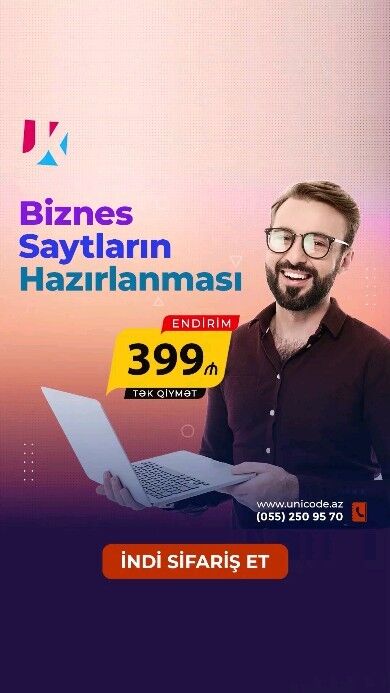 Biznes
Saytların
Hazırlanması
ENDİRİM
399₼
TƏK QİYMƏT
www.unicode.az
(055) 250 95 70
İNDİ SİFARİŞ ET